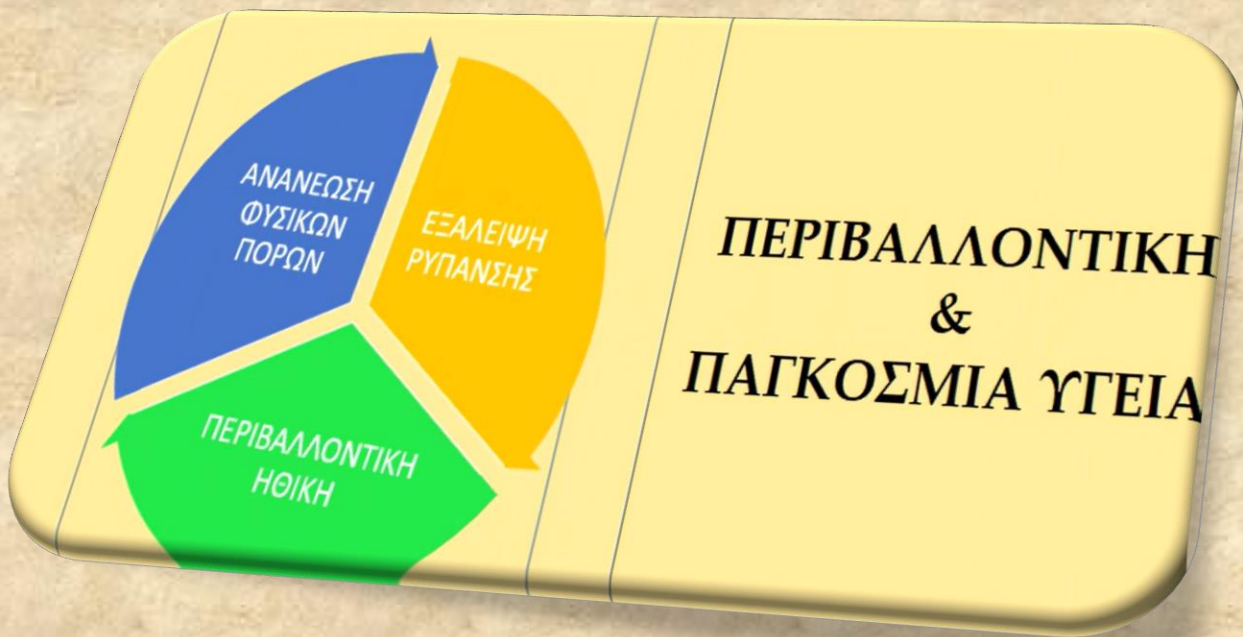 ΑΝΑΝΕΩΣΗ
ΦΥΣΙΚΩΝ
ΠΟΡΩΝ
ΕΞΑΛΕΙΨΗ
ΡΥΠΑΝΣΗΣ
ΠΕΡΙΒΑΛΛΟΝΤΙΚΗ
ΗΘΙΚΗ
ΠΕΡΙΒΑΛΛΟΝΤΙΚΗ
&
ΠΑΓΚΟΣΜΙΑ ΥΓΕΙΑ